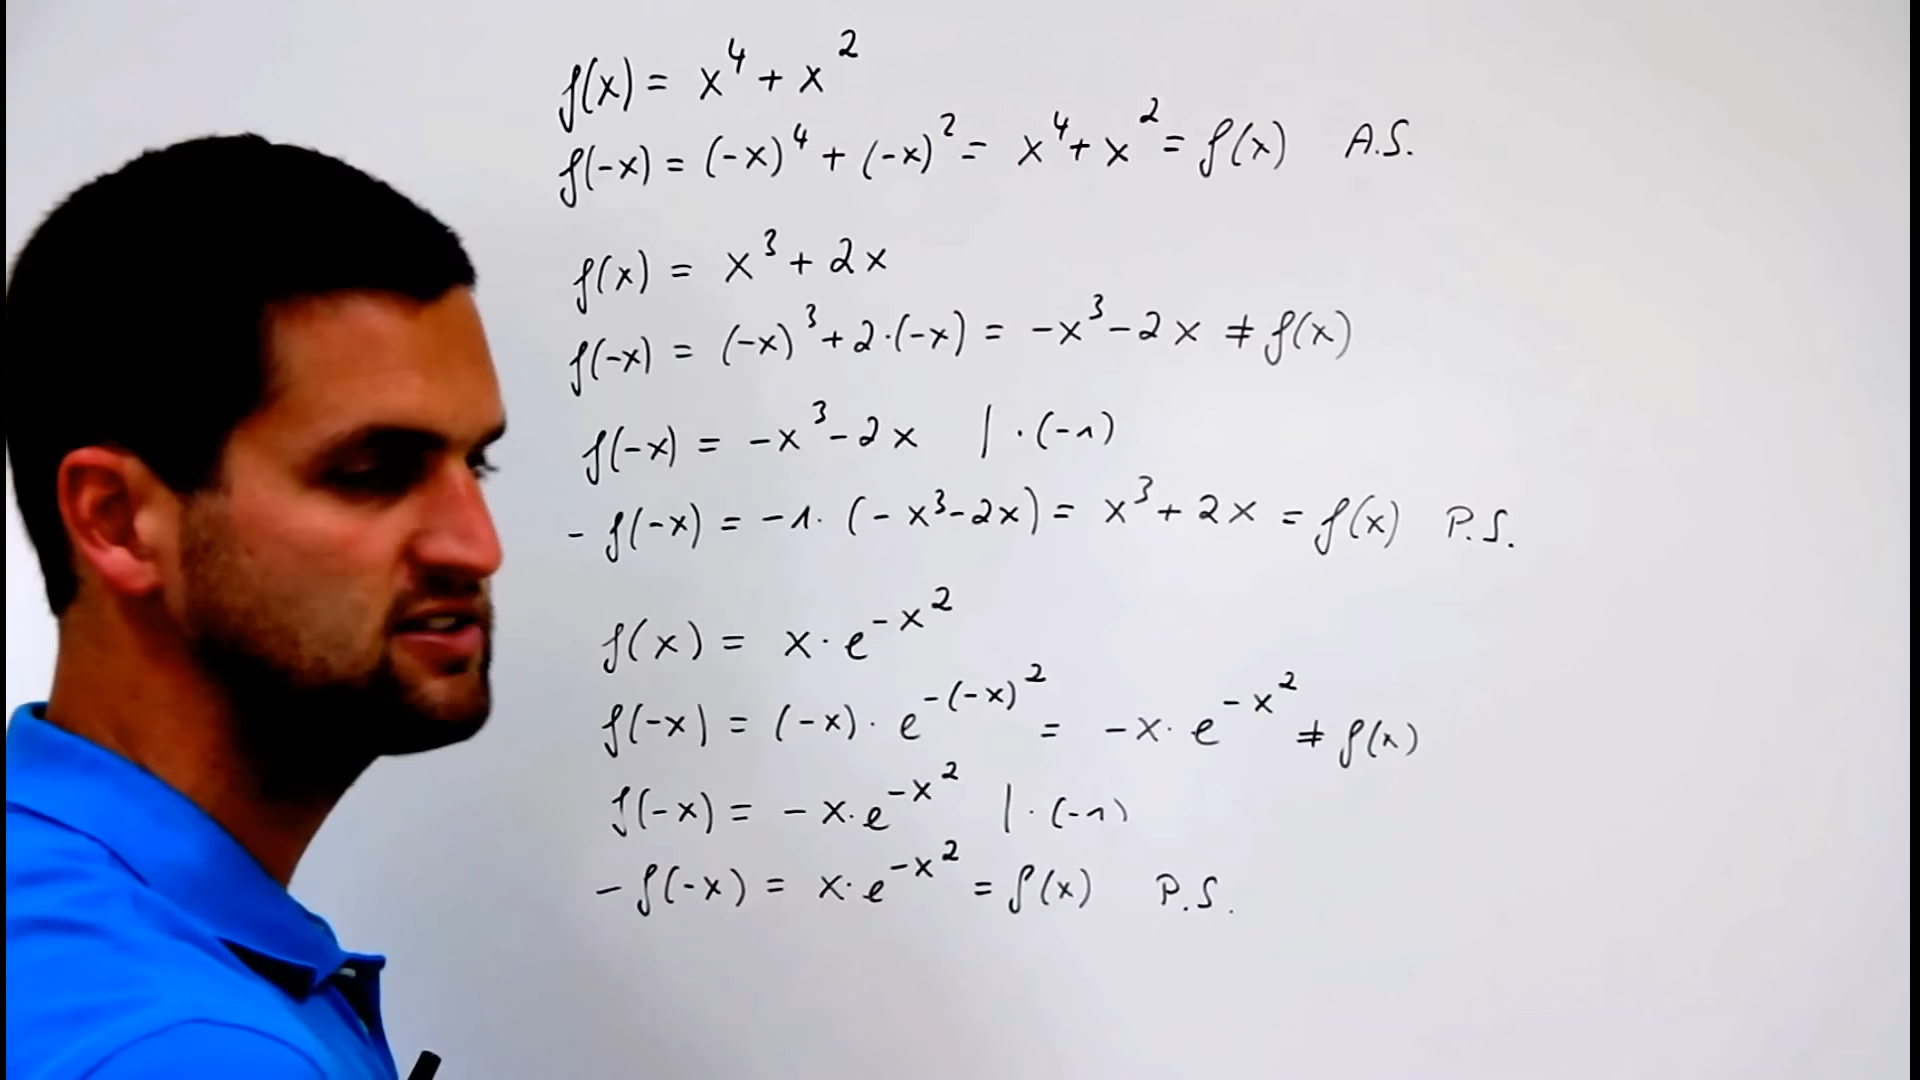 f(x) = x⁴ + x²
f(-x) = (-x)⁴ + (-x)² = x⁴ + x² = f(x) A.S.
f(x) = x³ + 2x
f(-x) = (-x)³ + 2·(-x) = -x³ - 2x ≠ f(x)
f(-x) = -x³ - 2x | · (-1)
- f(-x) = -1 · (-x³ - 2x) = x³ + 2x = f(x) P.S.
f(x) = x · e^{-x²}
f(-x) = (-x) · e^{-(-x)²} = -x · e^{-x²} ≠ f(x)
f(-x) = -x · e^{-x²} | · (-1)
- f(-x) = x · e^{-x²} = f(x) P.S.